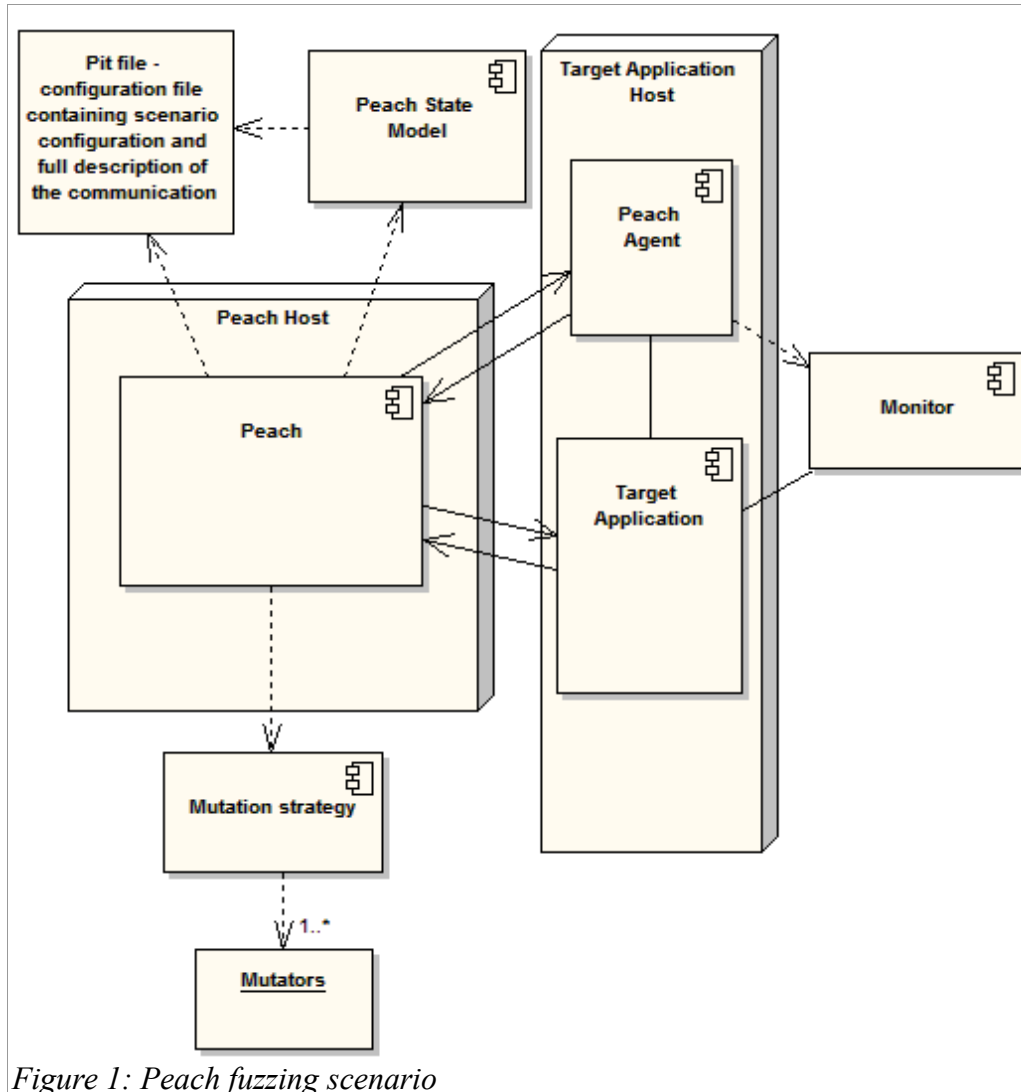 Pit file -
configuration file
containing scenario
configuration and
full description of
the communication
Peach State
Model
Target Application
Host
Peach
Agent
Peach Host
Peach
Monitor
Target
Application
Mutation strategy
1..*
Mutators
Figure 1: Peach fuzzing scenario